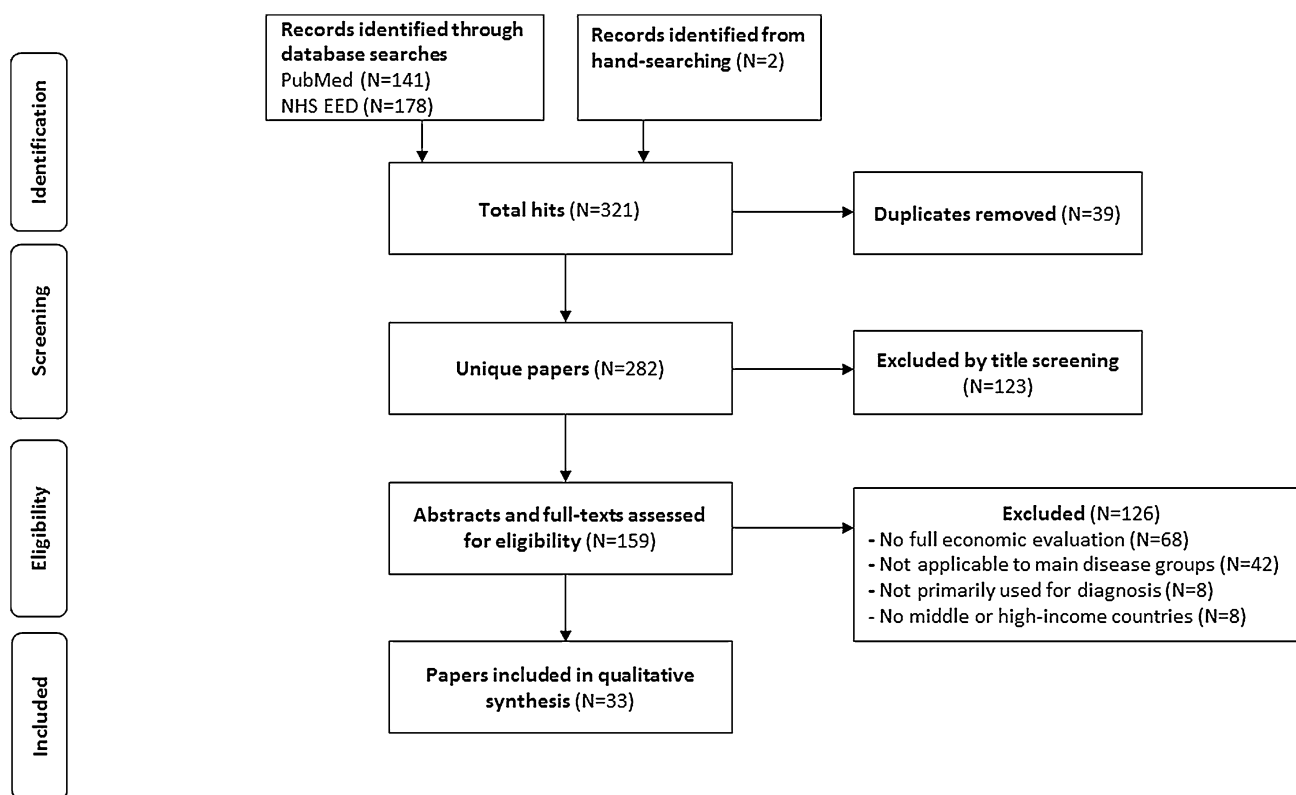 Records identified through
database searches
PubMed (N=141)
NHS EED (N=178)
Records identified from
hand-searching (N=2)
Identification
Total hits (N=321)
Duplicates removed (N=39)
Screening
Unique papers (N=282)
Excluded by title screening
(N=123)
Eligibility
Abstracts and full-texts assessed
for eligibility (N=159)
Excluded (N=126)
- No full economic evaluation (N=68)
- Not applicable to main disease groups (N=42)
- Not primarily used for diagnosis (N=8)
- No middle or high-income countries (N=8)
Included
Papers included in qualitative
synthesis (N=33)